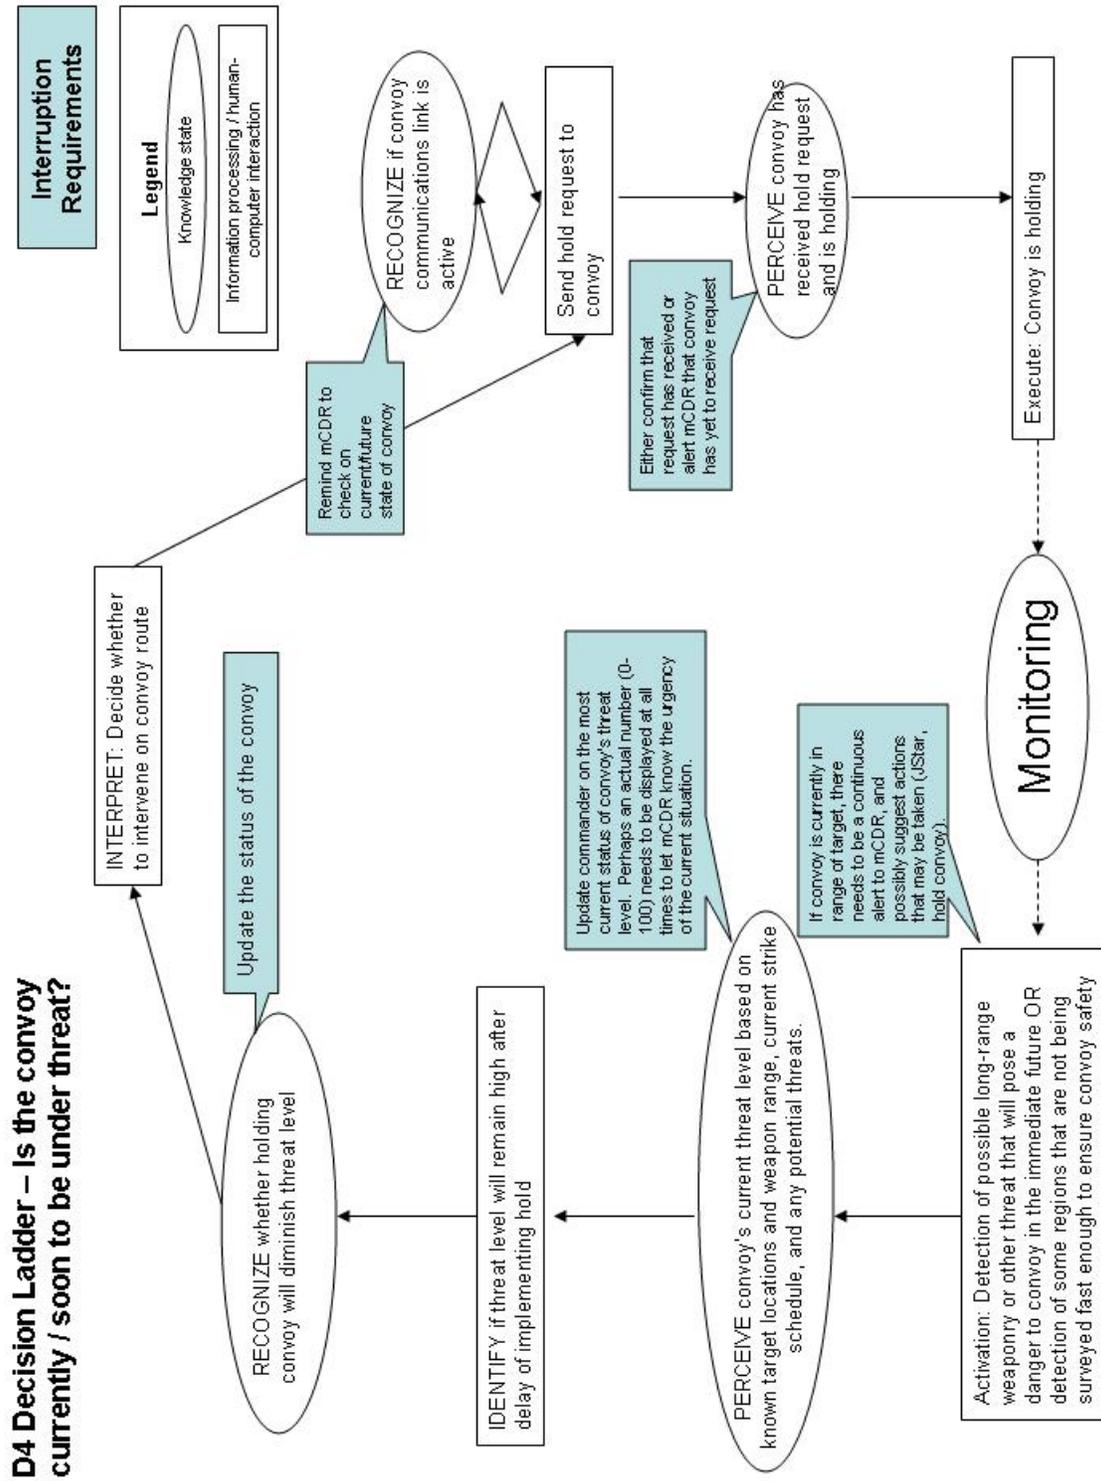 D4 Decision Ladder – Is the convoy
currently / soon to be under threat?
Interruption
Requirements
Legend
Knowledge state
Information processing / human-
computer interaction
INTERPRET: Decide whether
to intervene on convoy route
Update the status of the convoy
RECOGNIZE whether holding
convoy will diminish threat level
IDENTIFY if threat level will remain high after
delay of implementing hold
Update commander on the most
current status of convoy's threat
level. Perhaps an actual number (0-
100) needs to be displayed at all
times to let mCDR know the urgency
of the current situation.
PERCEIVE convoy's current threat level based on
known target locations and weapon range, current strike
schedule, and any potential threats.
If convoy is currently in
range of target, there
needs to be a continuous
alert to mCDR, and
possibly suggest actions
that may be taken (JStar,
hold convoy).
Activation: Detection of possible long-range
weaponry or other threat that will pose a
danger to convoy in the immediate future OR
detection of some regions that are not being
surveyed fast enough to ensure convoy safety
Monitoring
Remind mCDR to
check on
current/future
state of convoy
RECOGNIZE if convoy
communications link is
active
Send hold request to
convoy
Either confirm that
request has received or
alert mCDR that convoy
has yet to receive request
PERCEIVE convoy has
received hold request
and is holding
Execute: Convoy is holding